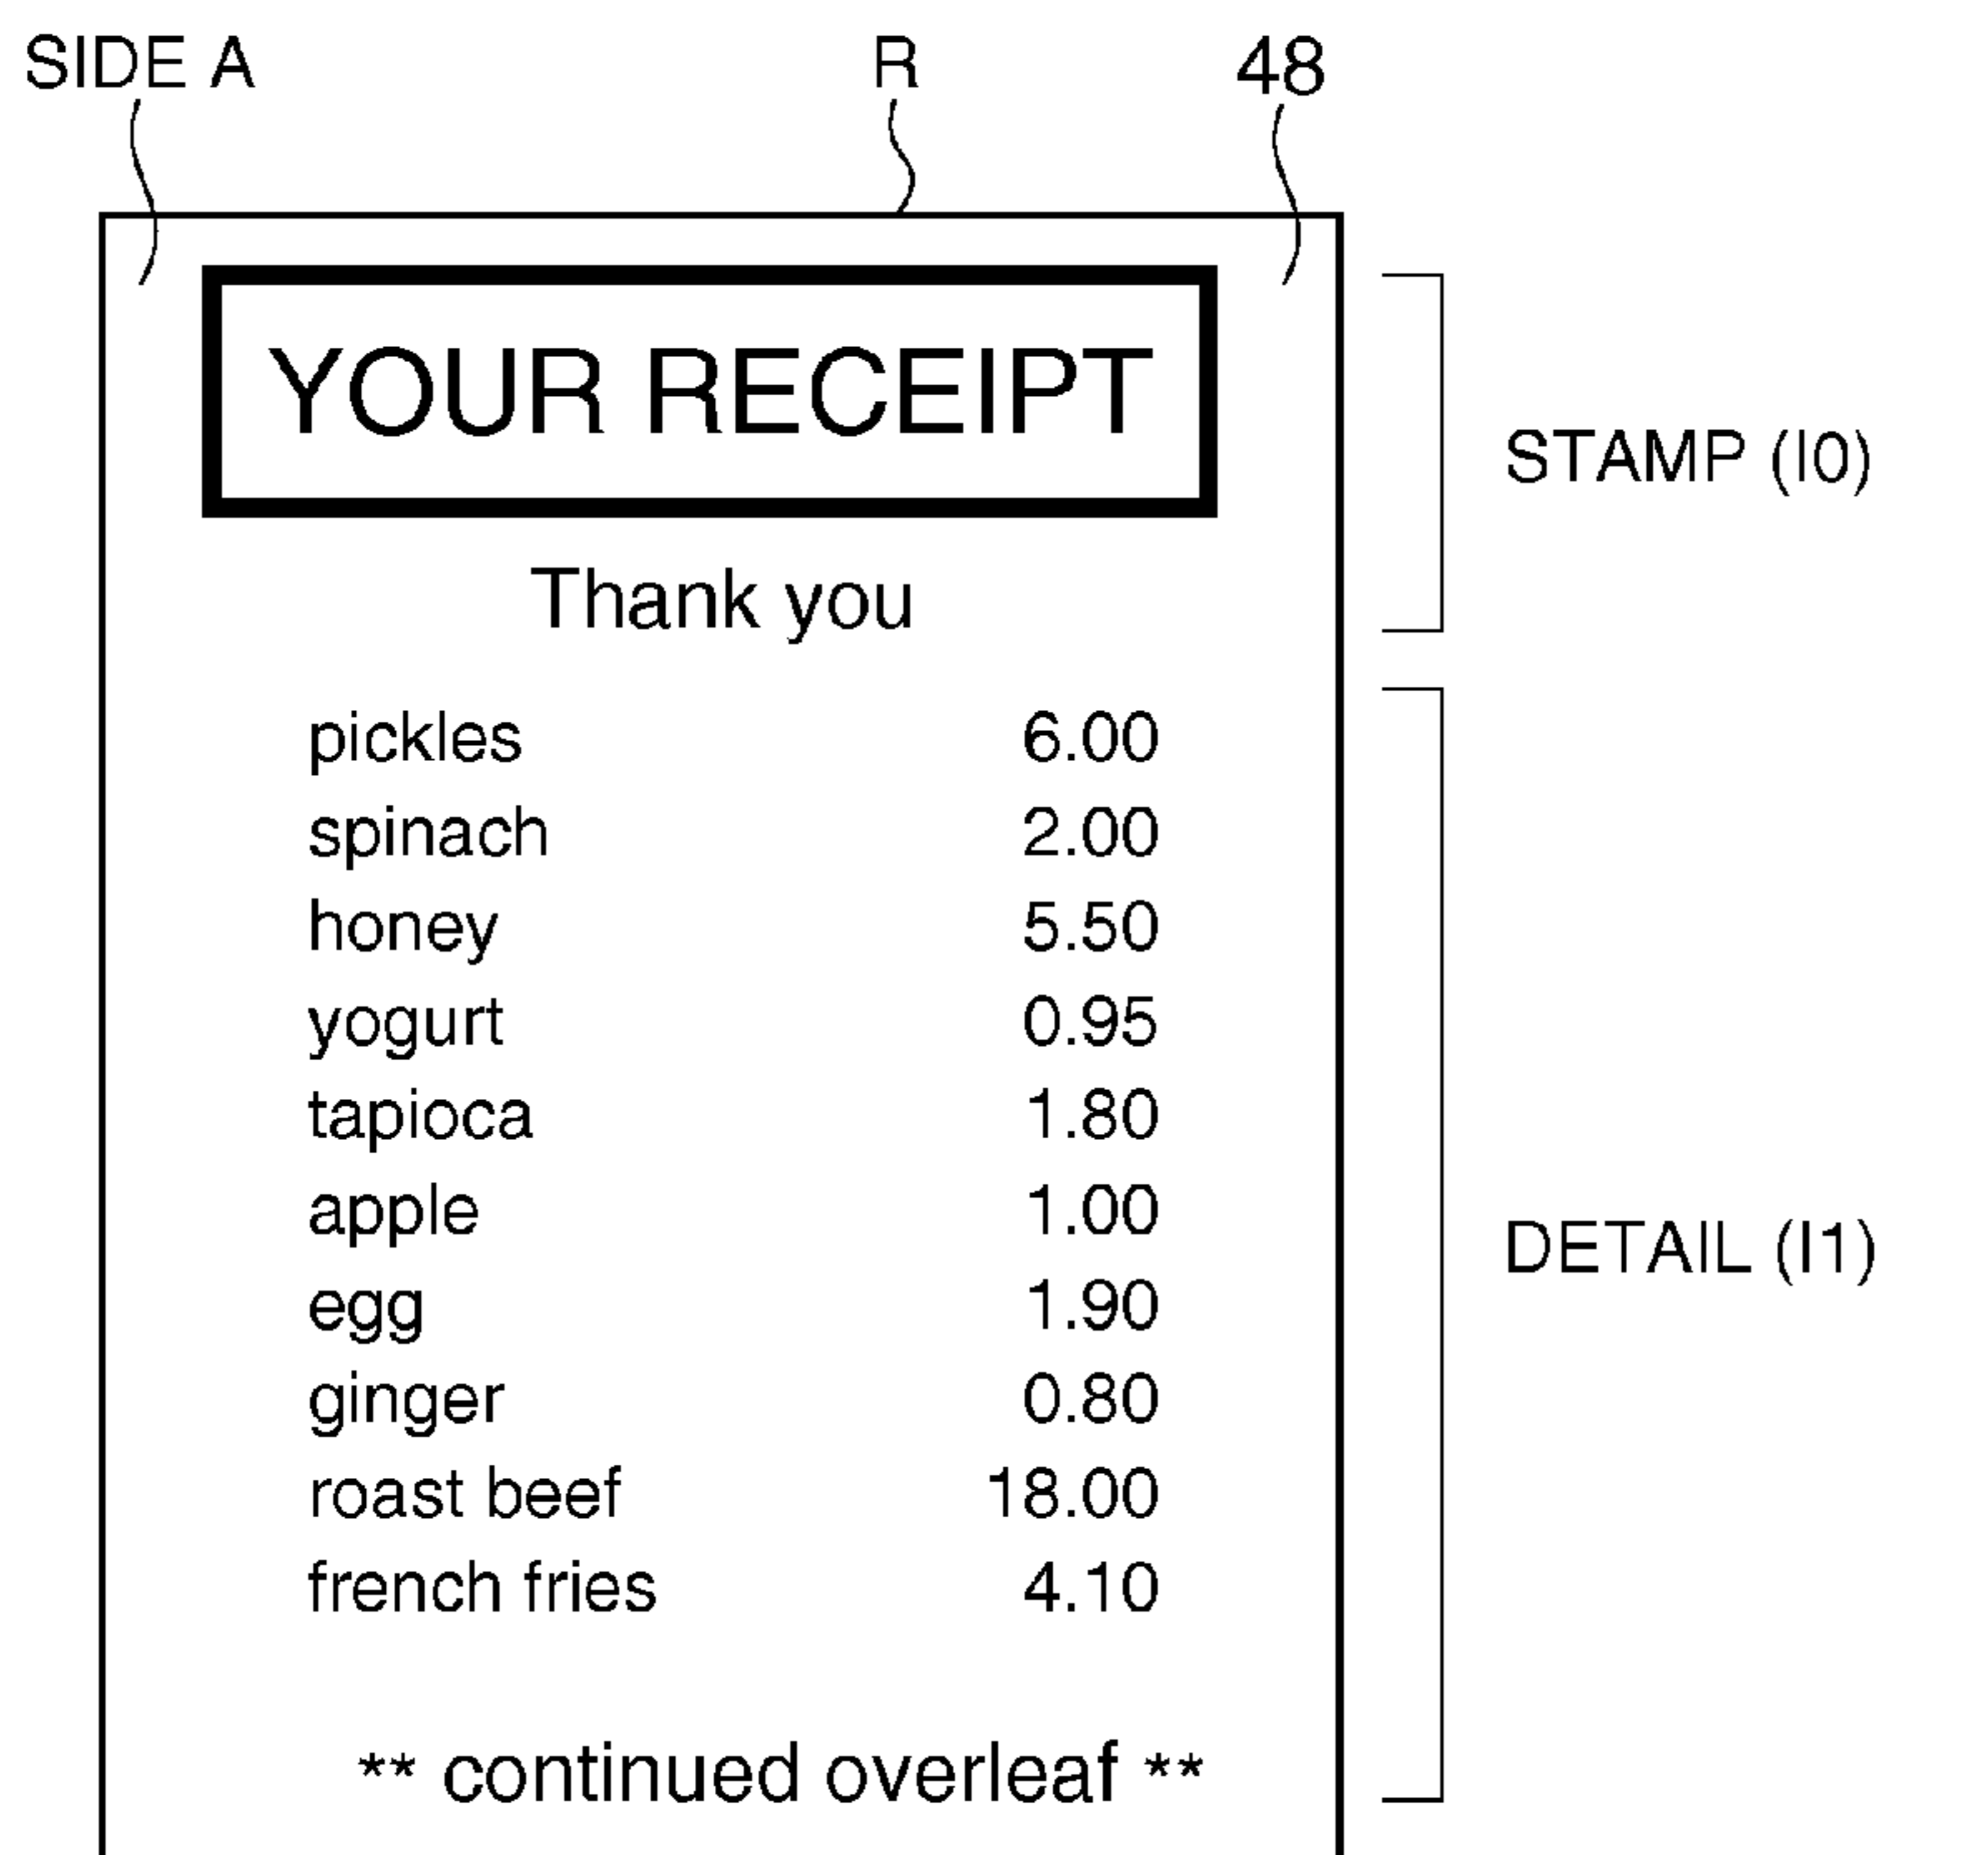 SIDE A R 48
YOUR RECEIPT
STAMP (I0)
Thank you
pickles 6.00
spinach 2.00
honey 5.50
yogurt 0.95
tapioca 1.80
apple 1.00
DETAIL (I1)
egg 1.90
ginger 0.80
roast beef 18.00
french fries 4.10
** continued overleaf **